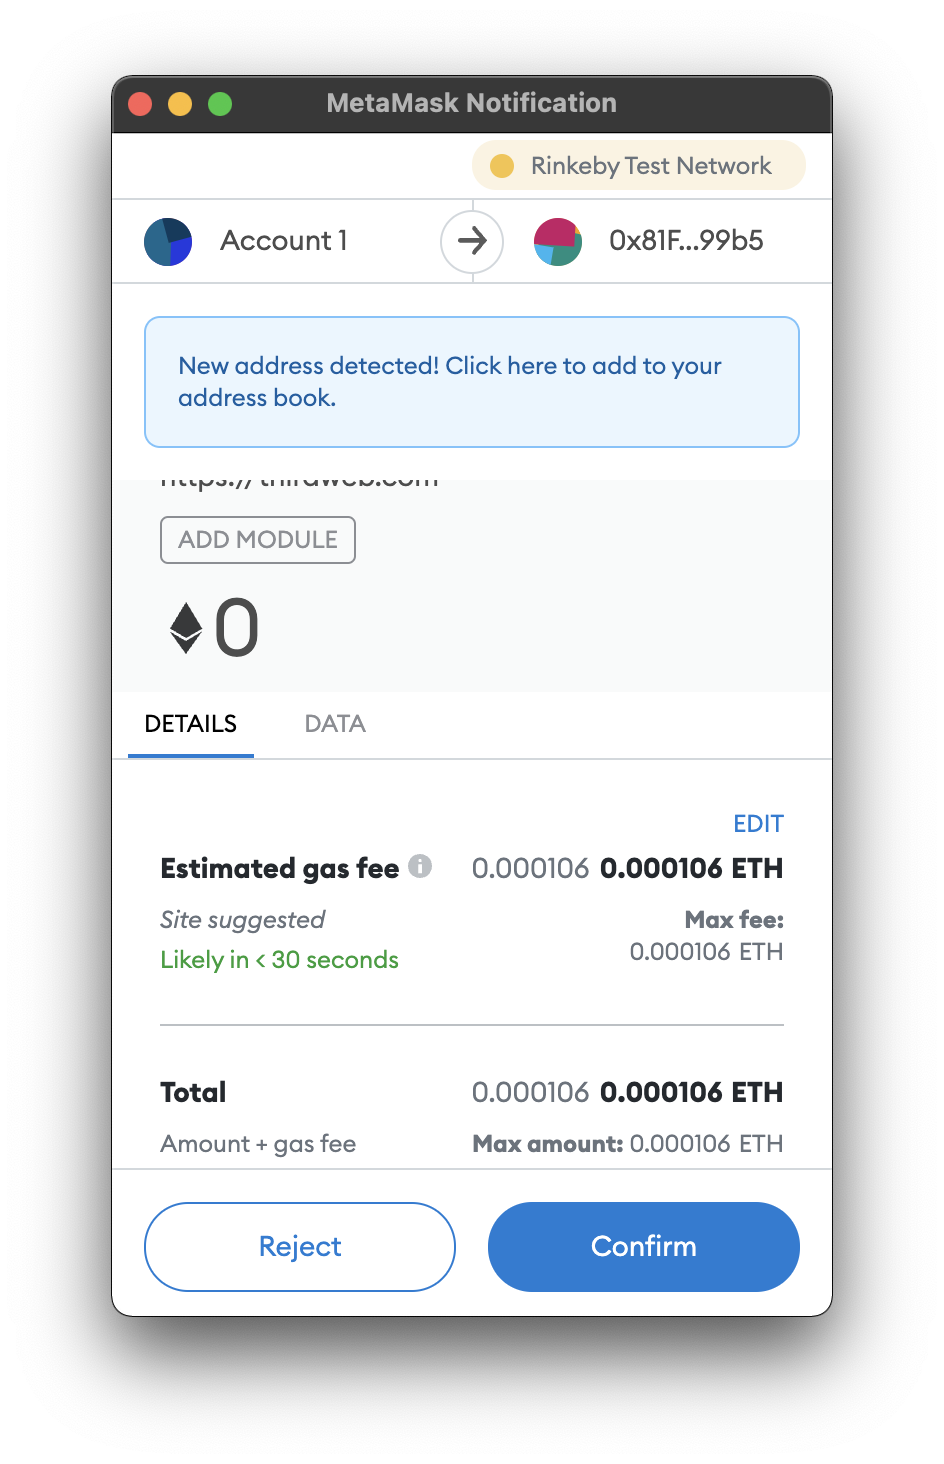 MetaMask Notification
Rinkeby Test Network
Account 1
0x81F...99b5
New address detected! Click here to add to your
address book.
https://thirdweb.com
ADD MODULE
0
DETAILS
DATA
EDIT
Estimated gas fee
0.000106 0.000106 ETH
Site suggested
Max fee:
Likely in < 30 seconds
0.000106 ETH
Total
0.000106 0.000106 ETH
Amount + gas fee
Max amount: 0.000106 ETH
Reject
Confirm